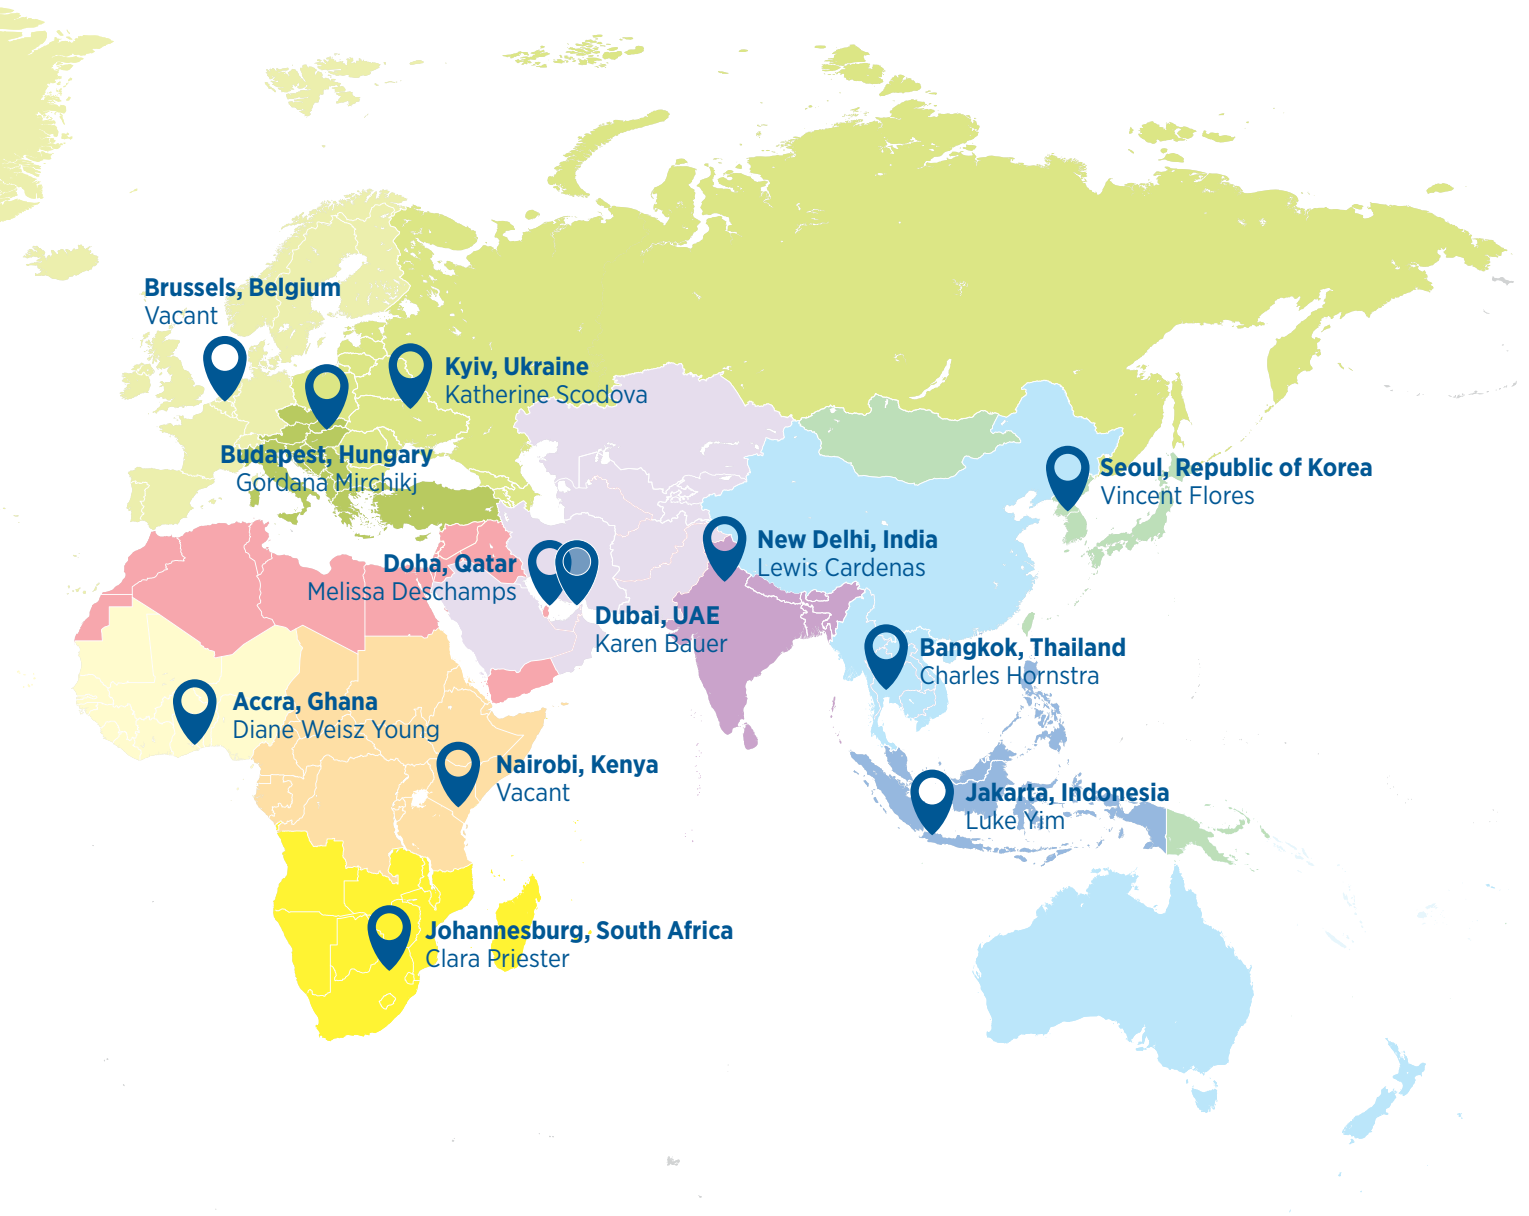 Brussels, Belgium
Vacant
Kyiv, Ukraine
Katherine Scodova
Budapest, Hungary
Gordana Mirchikj
Seoul, Republic of Korea
Vincent Flores
New Delhi, India
Lewis Cardenas
Doha, Qatar
Melissa Deschamps
Dubai, UAE
Karen Bauer
Bangkok, Thailand
Charles Hornstra
Accra, Ghana
Diane Weisz Young
Nairobi, Kenya
Vacant
Jakarta, Indonesia
Luke Yim
Johannesburg, South Africa
Clara Priester